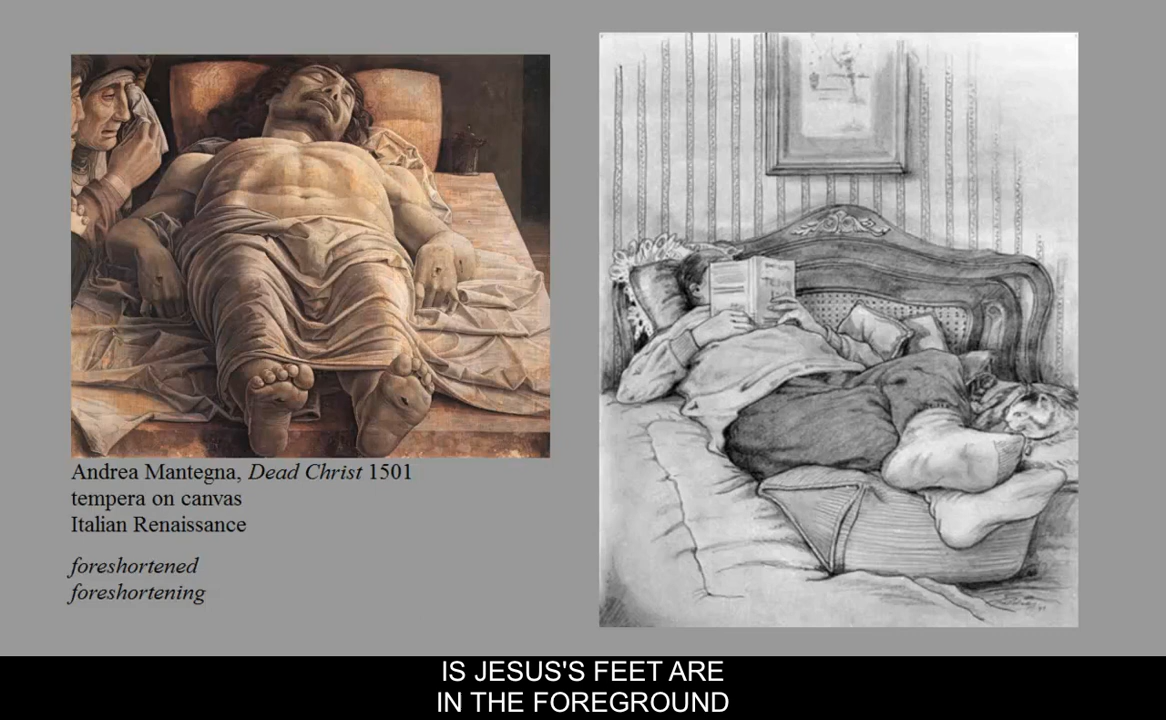 Andrea Mantegna, Dead Christ 1501
tempera on canvas
Italian Renaissance
foreshortened
foreshortening
IS JESUS'S FEET ARE
IN THE FOREGROUND